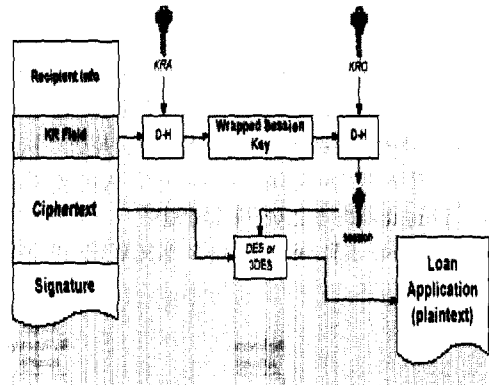 KRA
KRO
Recipient Info
KR Field
D-H
Wrapped Session
Key
D-H
Ciphertext
session
DES or
3DES
Signature
Loan
Application
(plaintext)